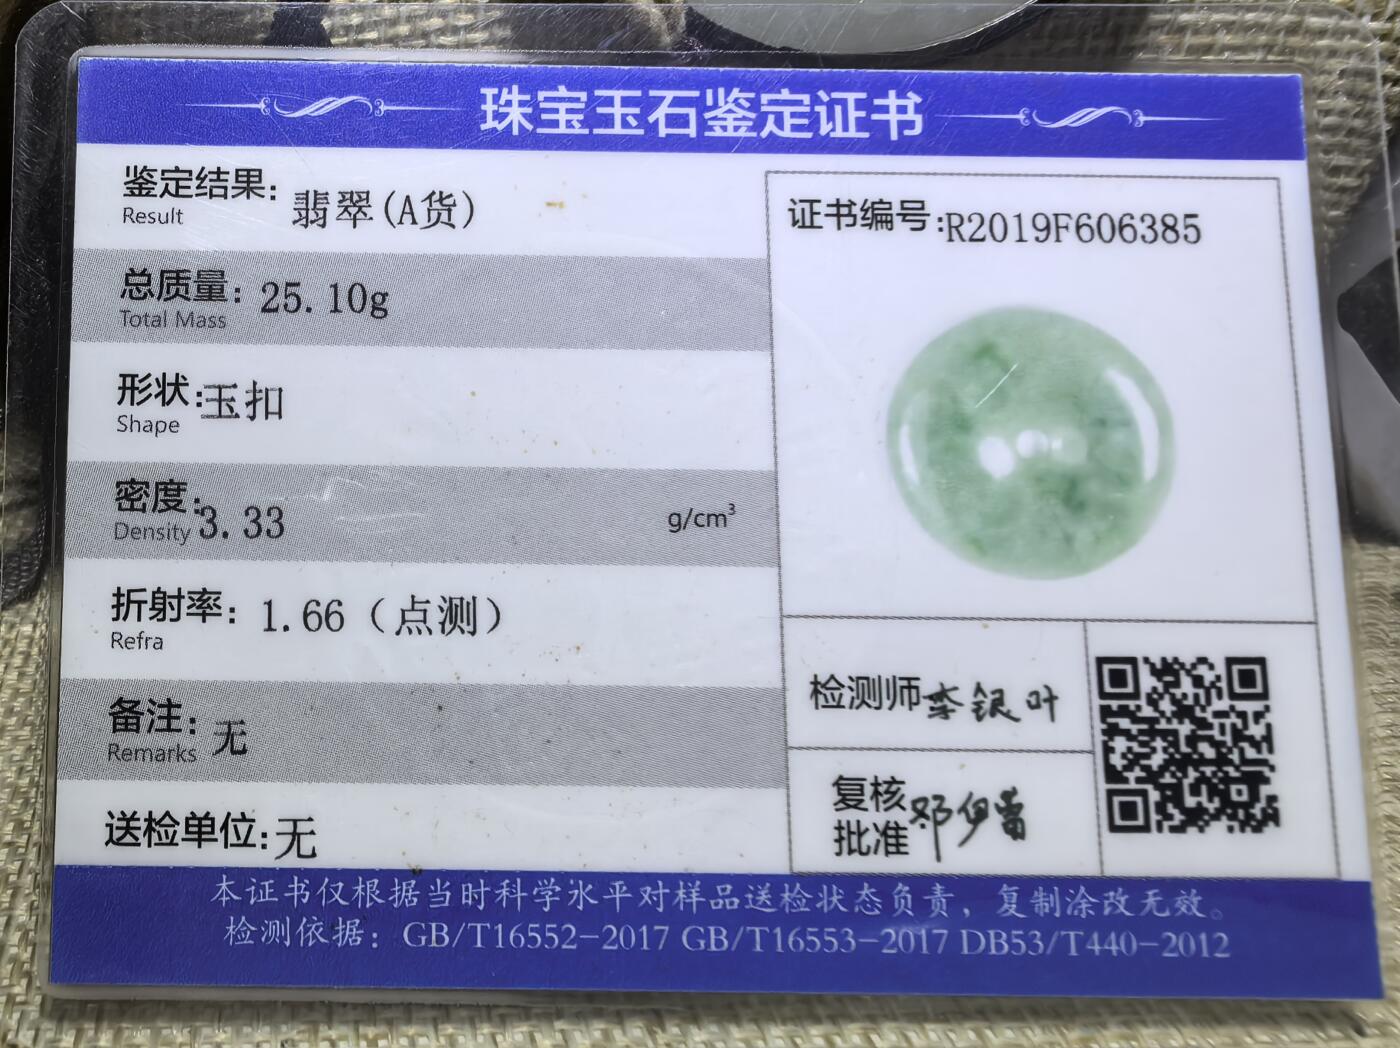 珠宝玉石鉴定证书
鉴定结果: 翡翠(A货)
Result
总质量: 25.10g
Total Mass
形状: 玉扣
Shape
密度: 3.33 g/cm³
Density
折射率: 1.66（点测）
Refra
备注: 无
Remarks
送检单位: 无
证书编号: R2019F606385
检测师 李银叶
复核 邓伊蕾
批准
本证书仅根据当时科学水平对样品送检状态负责，复制涂改无效。
检测依据：GB/T16552-2017 GB/T16553-2017 DB53/T440-2012